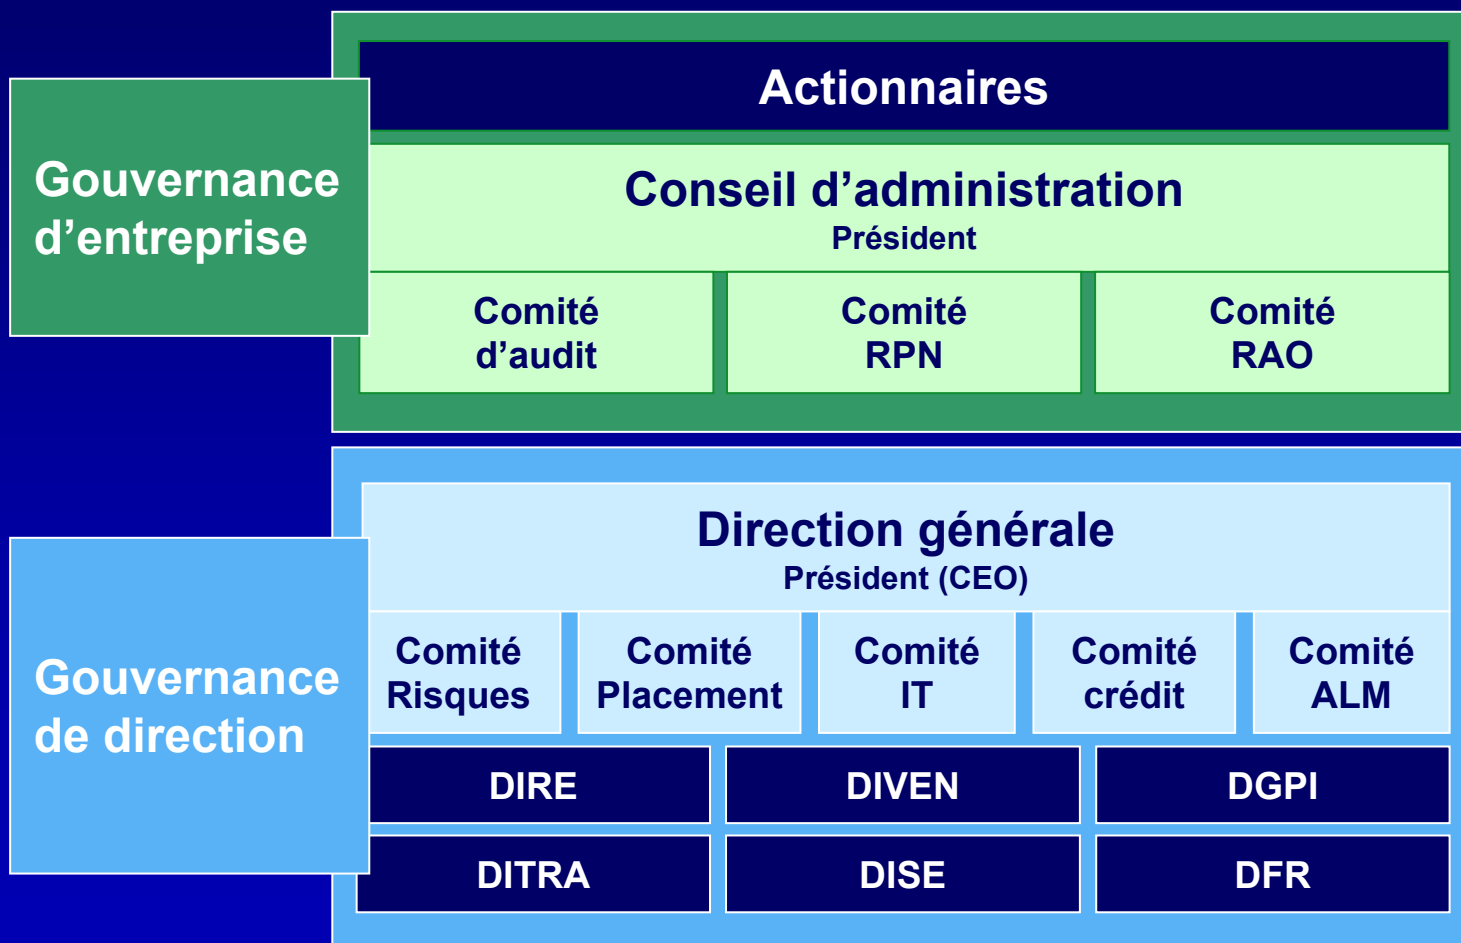 Actionnaires
Gouvernance
d’entreprise
Conseil d’administration
Président
Comité
d’audit
Comité
RPN
Comité
RAO
Gouvernance
de direction
Direction générale
Président (CEO)
Comité
Risques
Comité
Placement
Comité
IT
Comité
crédit
Comité
ALM
DIRE
DIVEN
DGPI
DITRA
DISE
DFR